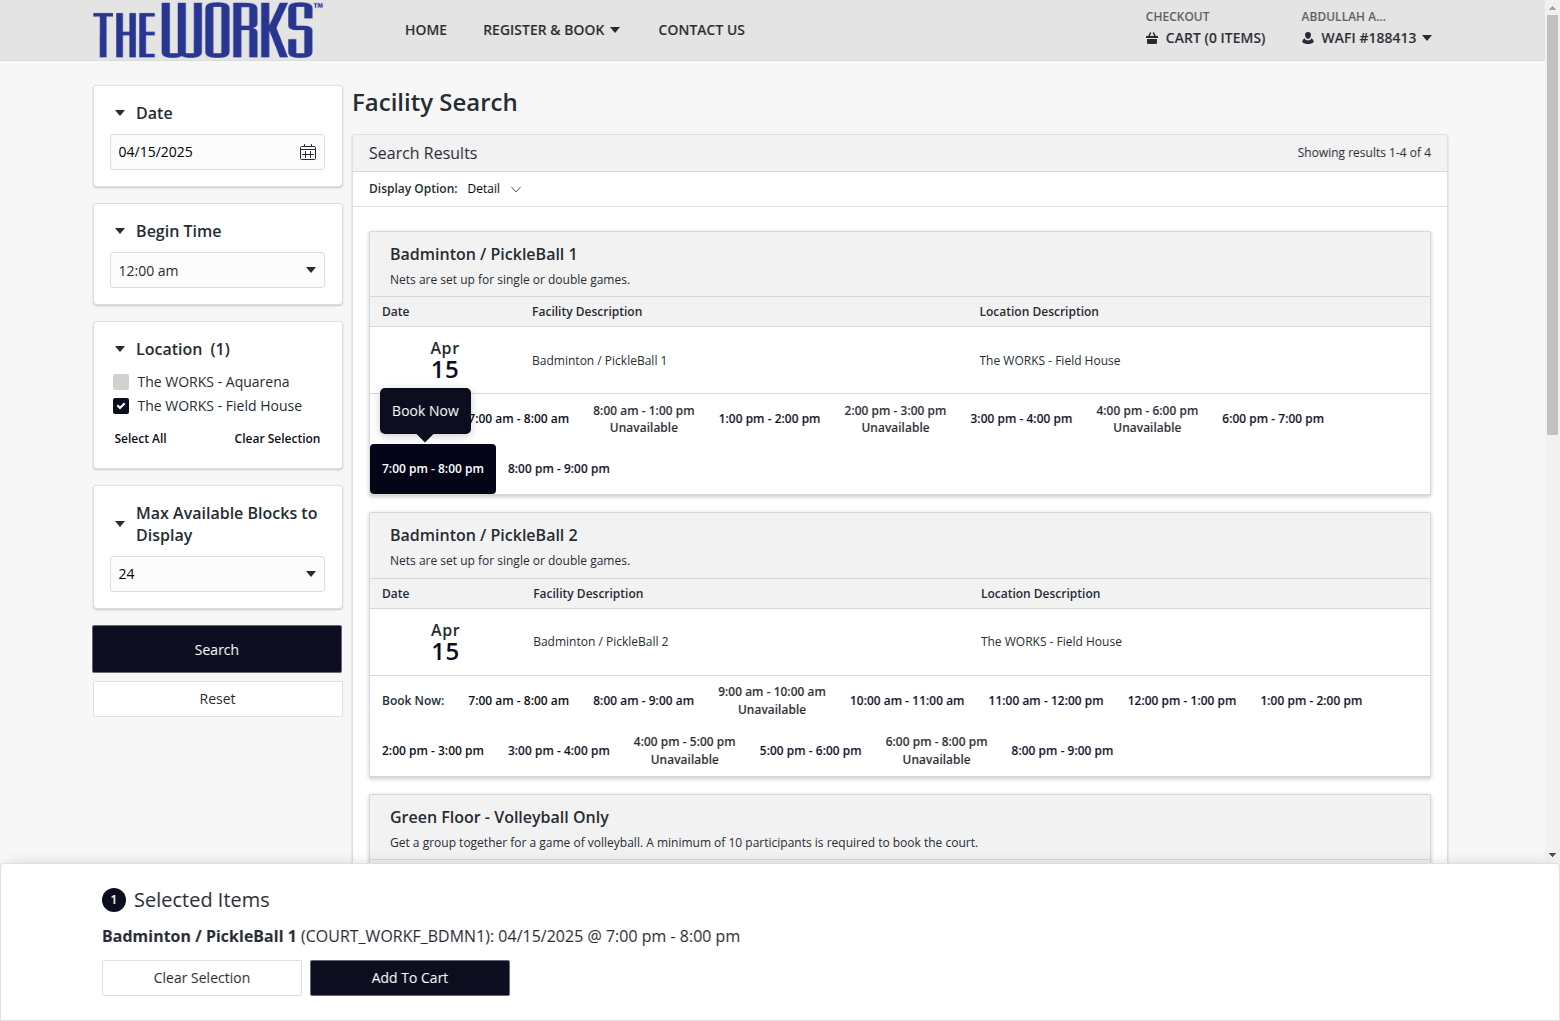 THE WORKS™
HOME
REGISTER & BOOK
CONTACT US
CHECKOUT
CART (0 ITEMS)
ABDULLAH A...
WAFI #188413
Date
04/15/2025
Begin Time
12:00 am
Location (1)
The WORKS - Aquarena
The WORKS - Field House
Select All
Clear Selection
Max Available Blocks to
Display
24
Search
Reset
Facility Search
Search Results
Showing results 1-4 of 4
Display Option: Detail
Badminton / PickleBall 1
Nets are set up for single or double games.
Date Facility Description Location Description
Apr
15
Badminton / PickleBall 1
The WORKS - Field House
Book Now
7:00 am - 8:00 am
8:00 am - 1:00 pm
Unavailable
1:00 pm - 2:00 pm
2:00 pm - 3:00 pm
Unavailable
3:00 pm - 4:00 pm
4:00 pm - 6:00 pm
Unavailable
6:00 pm - 7:00 pm
7:00 pm - 8:00 pm
8:00 pm - 9:00 pm
Badminton / PickleBall 2
Nets are set up for single or double games.
Date Facility Description Location Description
Apr
15
Badminton / PickleBall 2
The WORKS - Field House
Book Now:
7:00 am - 8:00 am
8:00 am - 9:00 am
9:00 am - 10:00 am
Unavailable
10:00 am - 11:00 am
11:00 am - 12:00 pm
12:00 pm - 1:00 pm
1:00 pm - 2:00 pm
2:00 pm - 3:00 pm
3:00 pm - 4:00 pm
4:00 pm - 5:00 pm
Unavailable
5:00 pm - 6:00 pm
6:00 pm - 8:00 pm
Unavailable
8:00 pm - 9:00 pm
Green Floor - Volleyball Only
Get a group together for a game of volleyball. A minimum of 10 participants is required to book the court.
1 Selected Items
Badminton / PickleBall 1 (COURT_WORKF_BDMN1): 04/15/2025 @ 7:00 pm - 8:00 pm
Clear Selection
Add To Cart